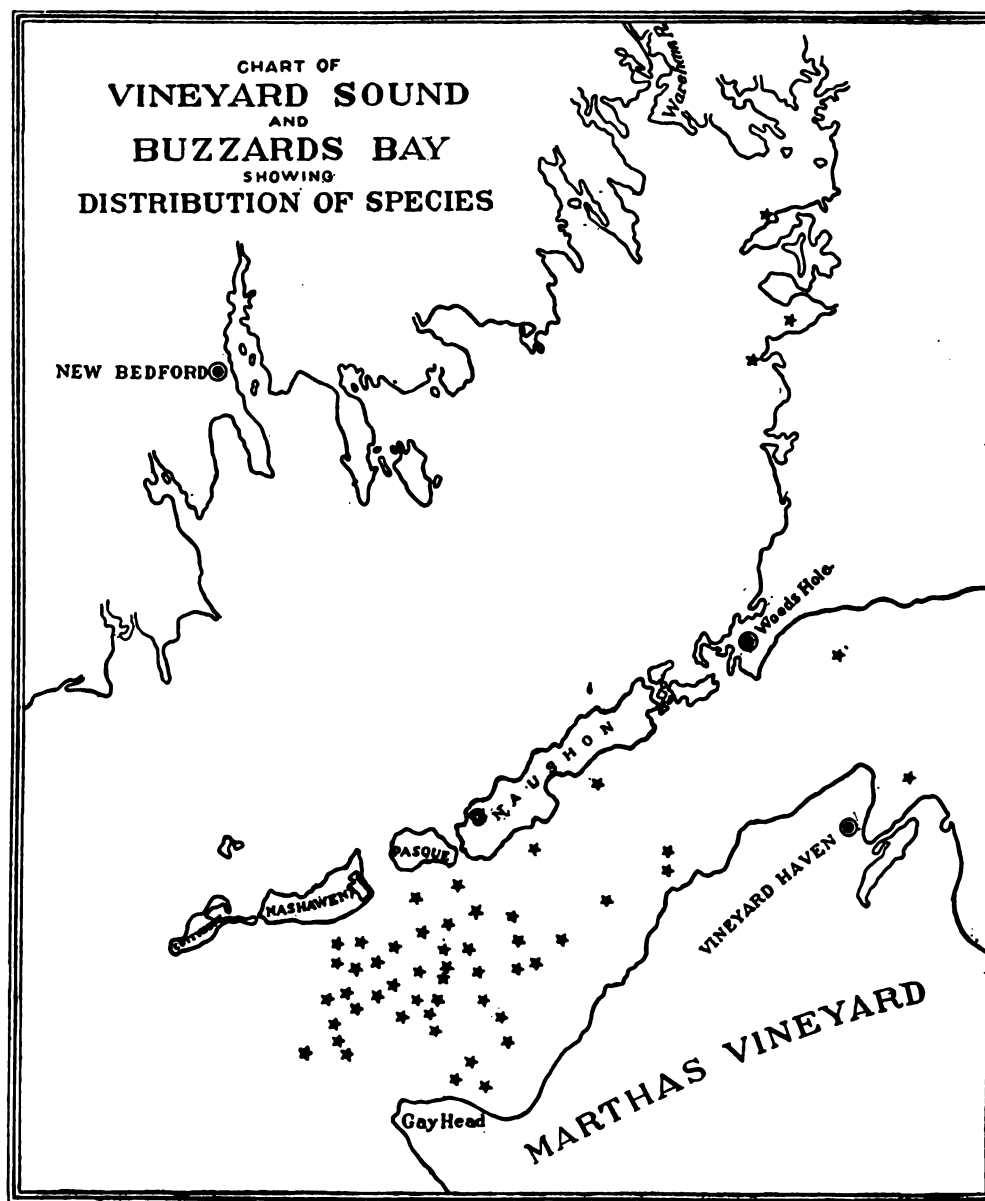 CHART OF
VINEYARD SOUND
AND
BUZZARDS BAY
SHOWING
DISTRIBUTION OF SPECIES
Wareham R.
NEW BEDFORD
Woods Hole
NAUSHON
PASQUE
NASHAWENA
VINEYARD HAVEN
MARTHAS VINEYARD
Gay Head